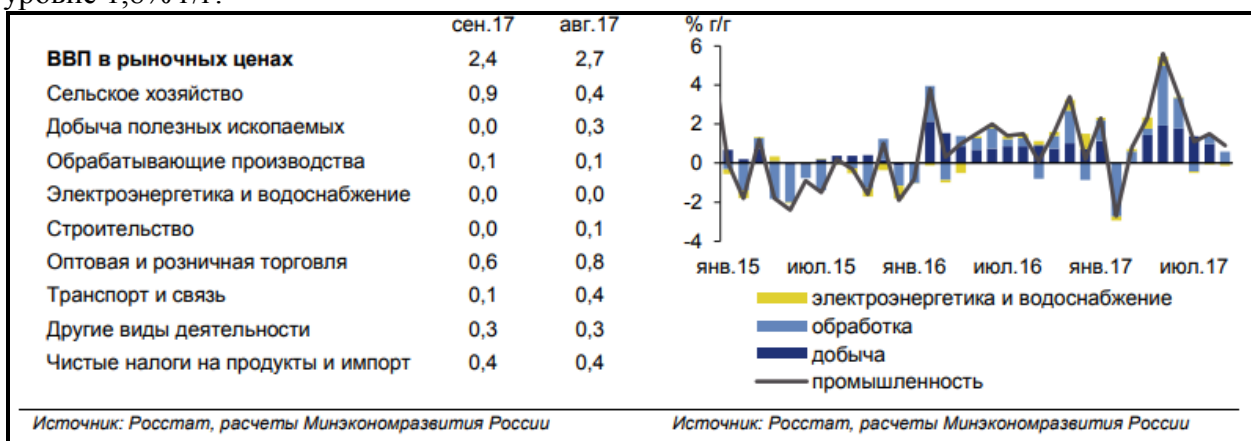 уровне 1,8% г/г.
сен.17 авг.17
ВВП в рыночных ценах 2,4 2,7
Сельское хозяйство 0,9 0,4
Добыча полезных ископаемых 0,0 0,3
Обрабатывающие производства 0,1 0,1
Электроэнергетика и водоснабжение 0,0 0,0
Строительство 0,0 0,1
Оптовая и розничная торговля 0,6 0,8
Транспорт и связь 0,1 0,4
Другие виды деятельности 0,3 0,3
Чистые налоги на продукты и импорт 0,4 0,4
Источник: Росстат, расчеты Минэкономразвития России
% г/г
6
4
2
0
-2
-4
янв.15 июл.15 янв.16 июл.16 янв.17 июл.17
электроэнергетика и водоснабжение
обработка
добыча
промышленность
Источник: Росстат, расчеты Минэкономразвития России